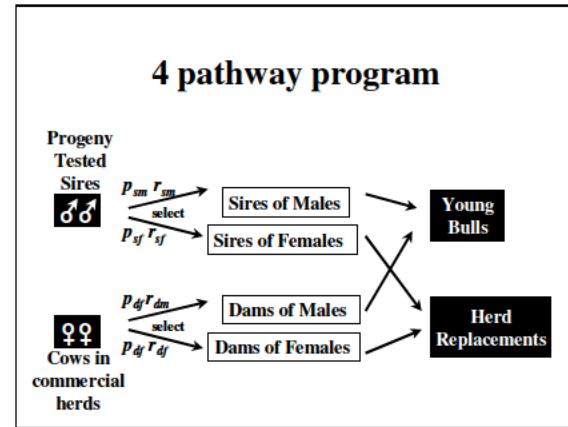 4 pathway program
Progeny
Tested
Sires
♂♂
p_sm r_sm
select
p_sf r_sf
Sires of Males
Sires of Females
Young
Bulls
♀♀
Cows in
commercial
herds
p_df r_dm
select
p_df r_df
Dams of Males
Dams of Females
Herd
Replacements